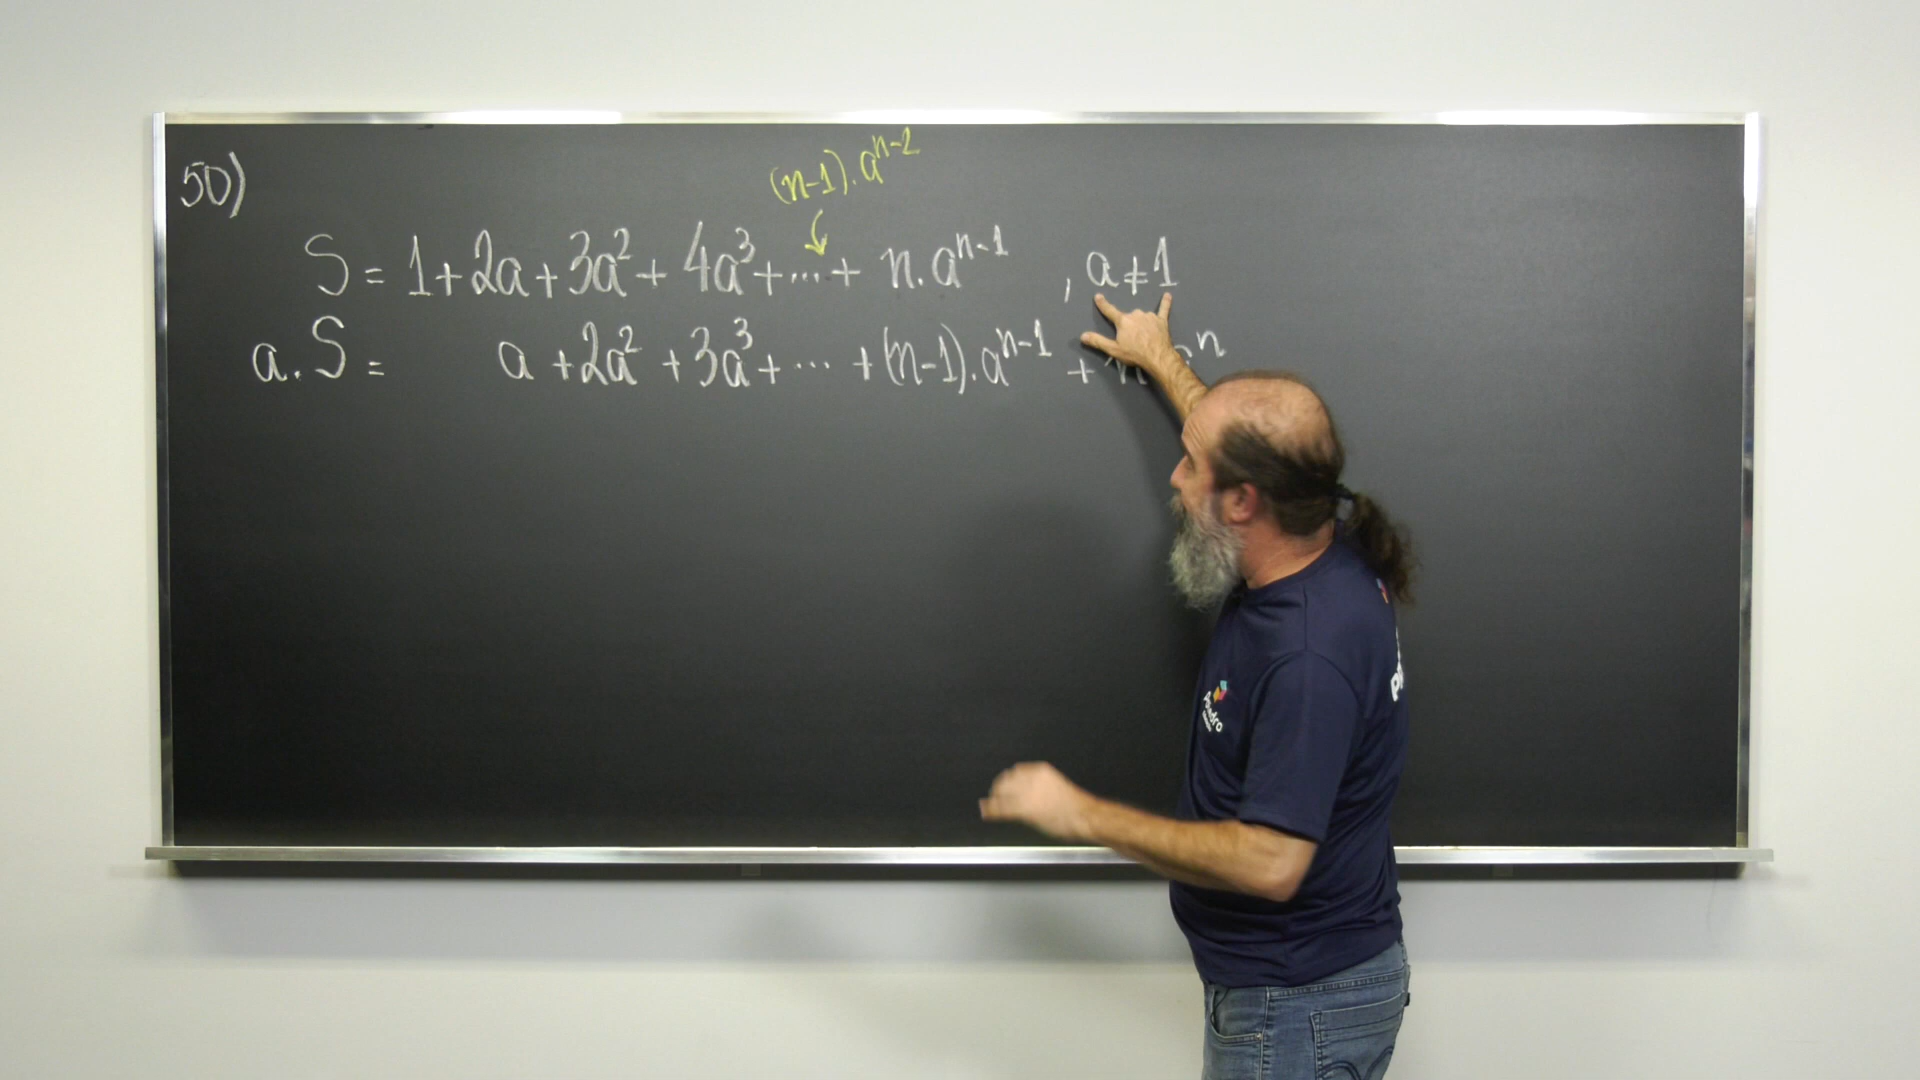 50)
(n-1).a^{n-2}
S = 1 + 2a + 3a² + 4a³ + ... + n.a^{n-1} , a ≠ 1
a.S = a + 2a² + 3a³ + ... + (n-1).a^{n-1} + n ^n